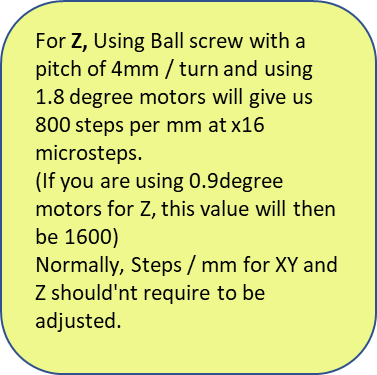 For Z, Using Ball screw with a
pitch of 4mm / turn and using
1.8 degree motors will give us
800 steps per mm at x16
microsteps.
(If you are using 0.9degree
motors for Z, this value will then
be 1600)
Normally, Steps / mm for XY and
Z should'nt require to be
adjusted.